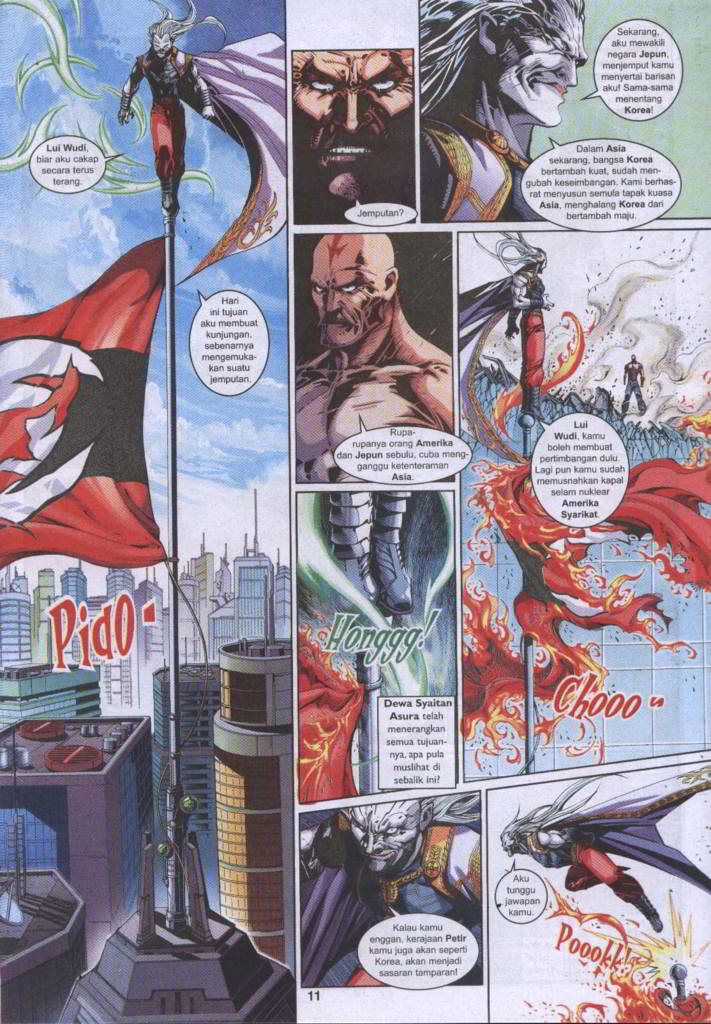 Lui Wudi,
biar aku cakap
secara terus
terang.
Hari
ini tujuan
aku membuat
kunjungan,
sebenarnya
mengemuka-
kan suatu
jemputan.
Pido-
Jemputan?
Sekarang,
aku mewakili
negara Jepun,
menjemput kamu
menyertai barisan
aku! Sama-sama
menentang
Korea!
Dalam Asia
sekarang, bangsa Korea
bertambah kuat, sudah men-
gubah keseimbangan. Kami berhas-
rat menyusun semula tapak kuasa
Asia, menghalang Korea dari
bertambah maju.
Rupa-
rupanya orang Amerika
dan Jepun sebulu, cuba meng-
ganggu ketenteraman
Asia.
Lui
Wudi, kamu
boleh membuat
pertimbangan dulu.
Lagi pun kamu sudah
memusnahkan kapal
selam nuklear
Amerika
Syarikat.
Honggg!
Dewa Syaitan
Asura telah
menerangkan
semua tujuan-
nya, apa pula
muslihat di
sebalik ini?
Chooo~
Kalau kamu
enggan, kerajaan Petir
kamu juga akan seperti
Korea, akan menjadi
sasaran tamparan!
Aku
tunggu
jawapan
kamu.
11